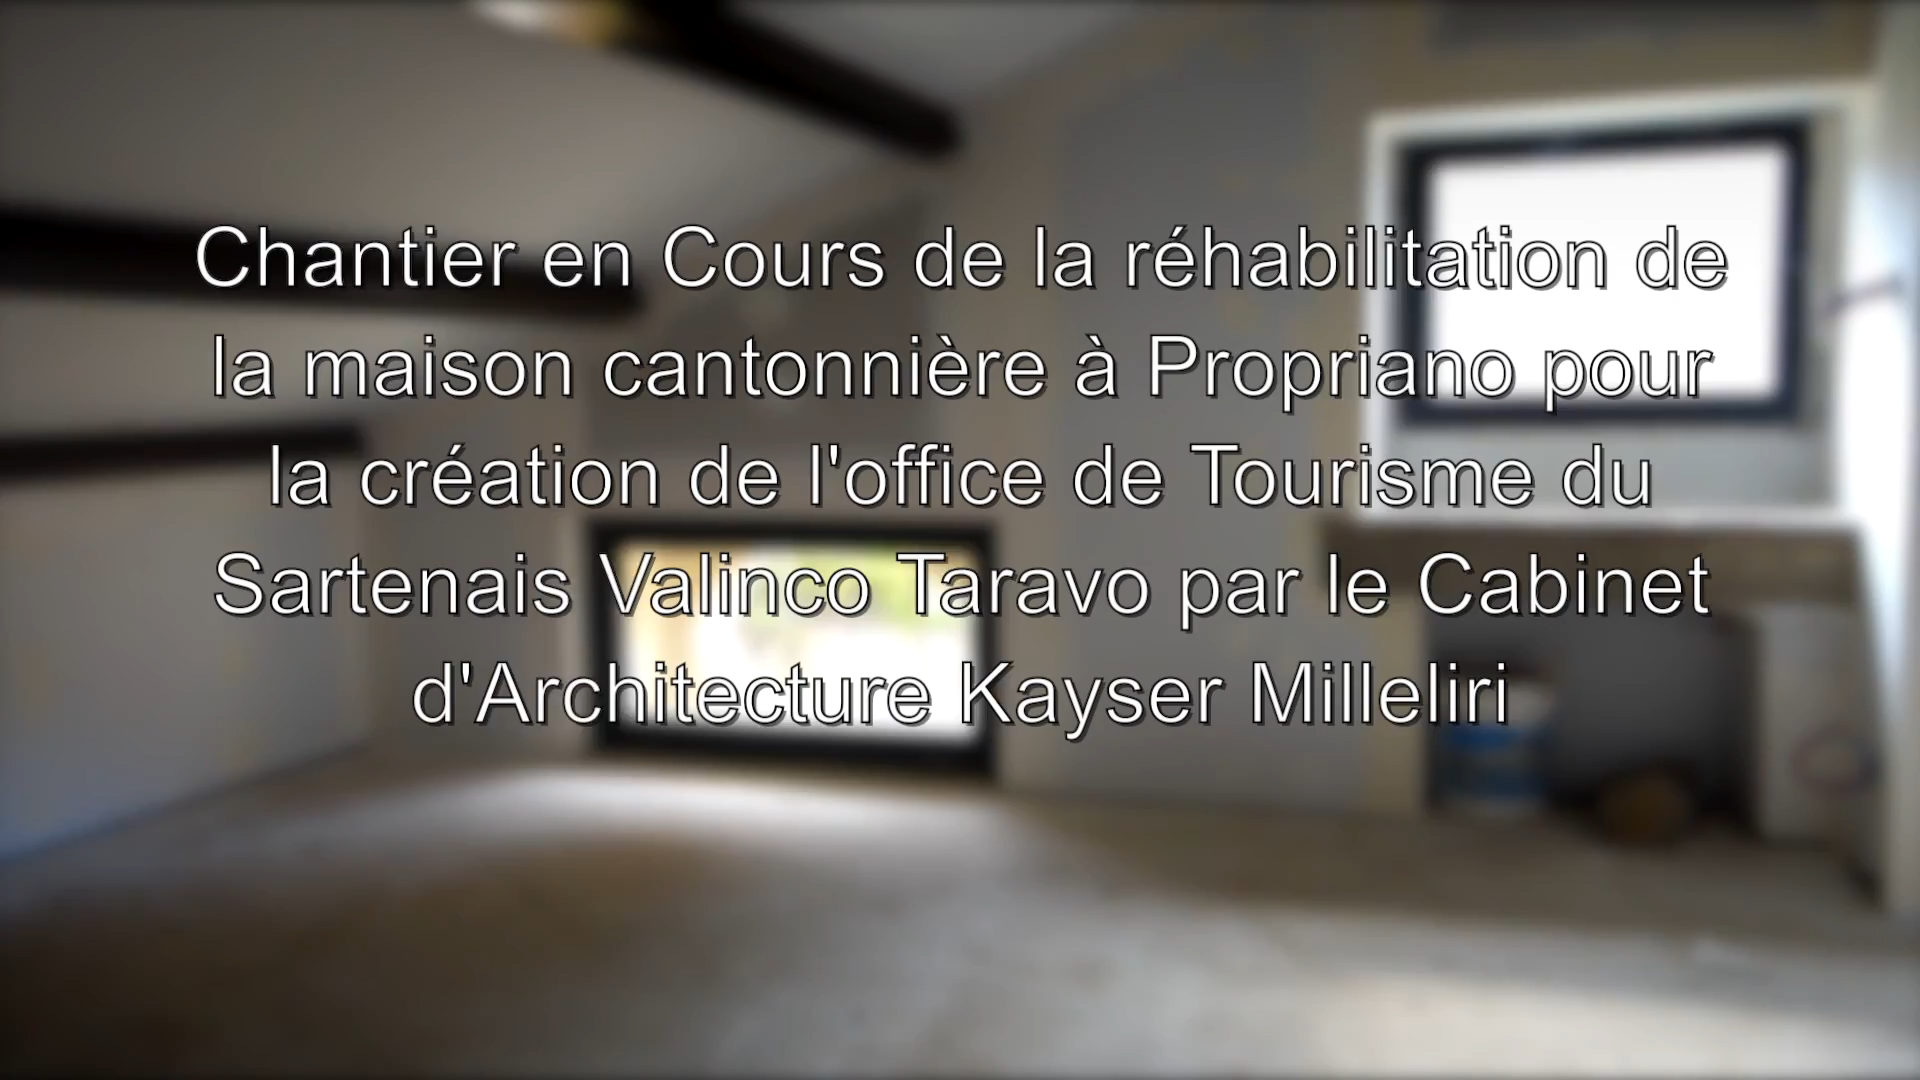 Chantier en Cours de la réhabilitation de
la maison cantonnière à Propriano pour
la création de l'office de Tourisme du
Sartenais Valinco Taravo par le Cabinet
d'Architecture Kayser Milleliri